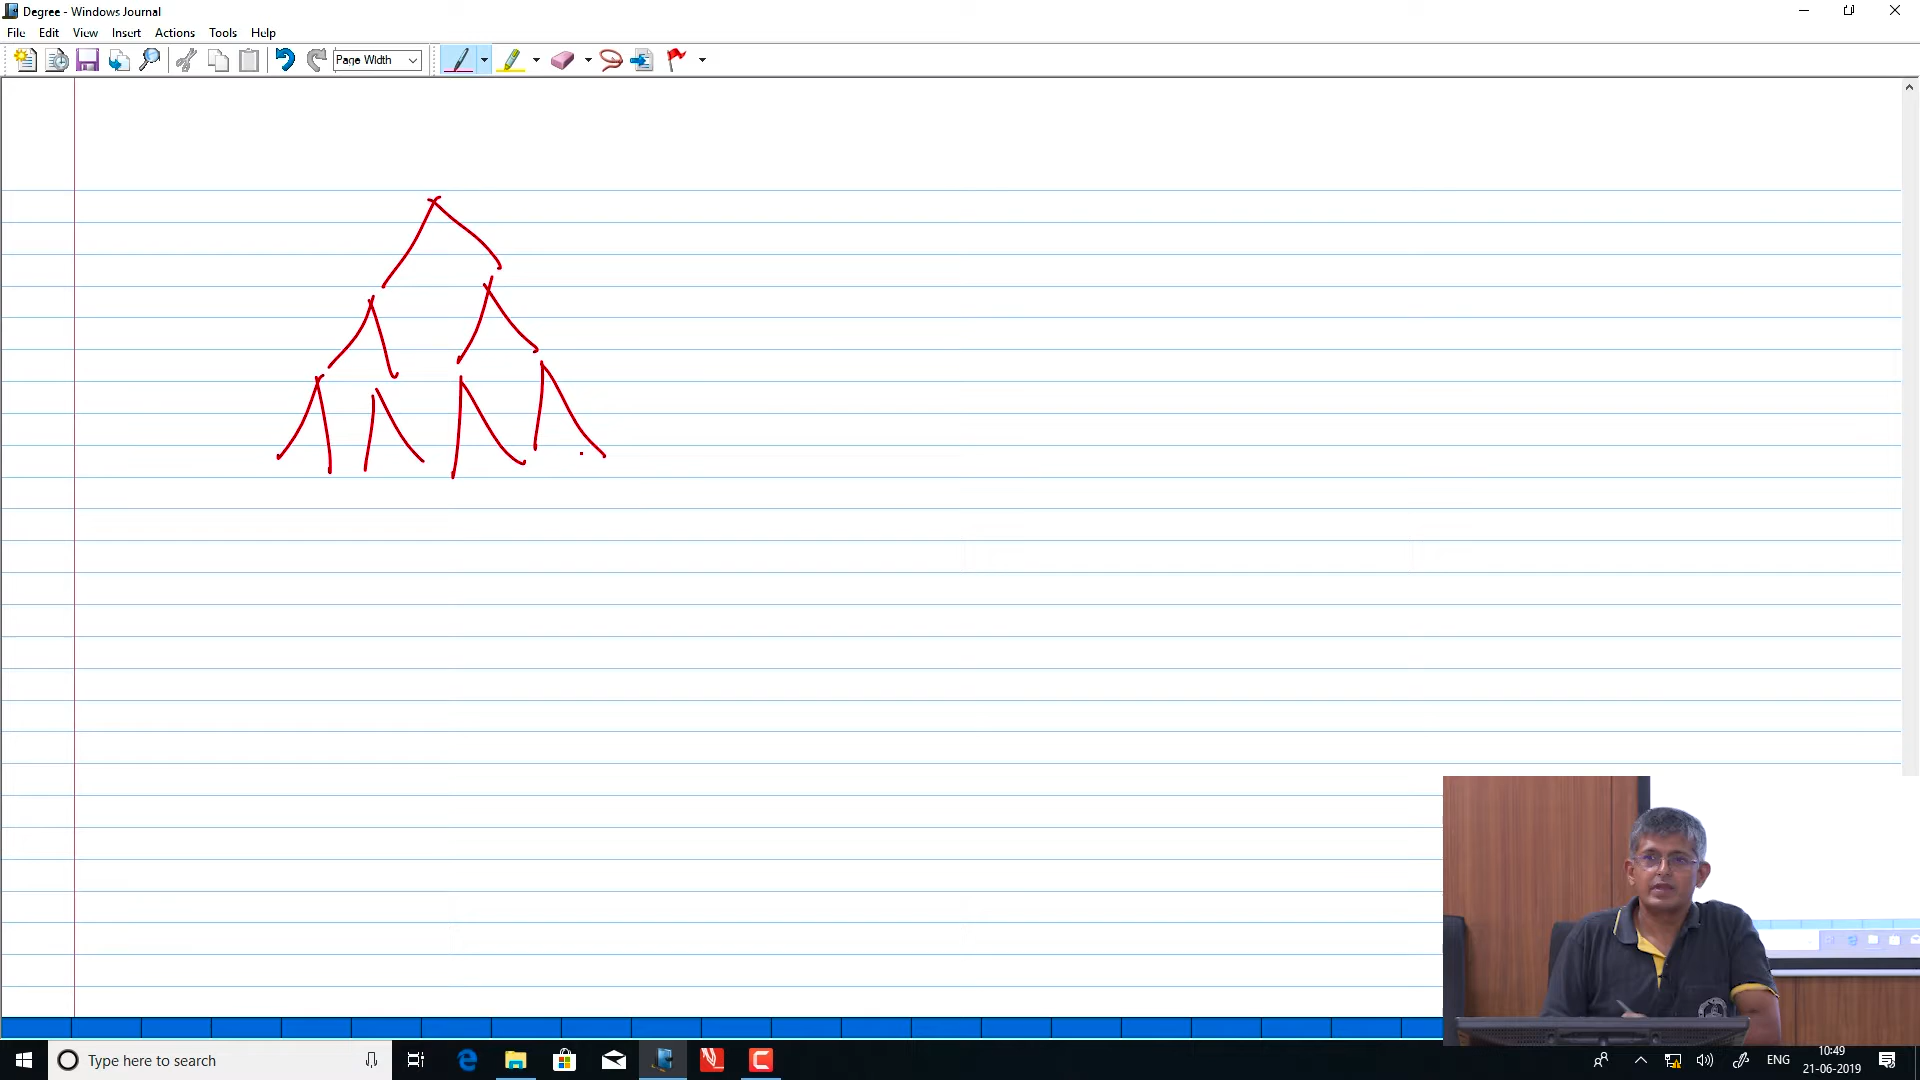 Degree - Windows Journal
File Edit View Insert Actions Tools Help
Page Width
Type here to search
ENG
10:49
21-06-2019